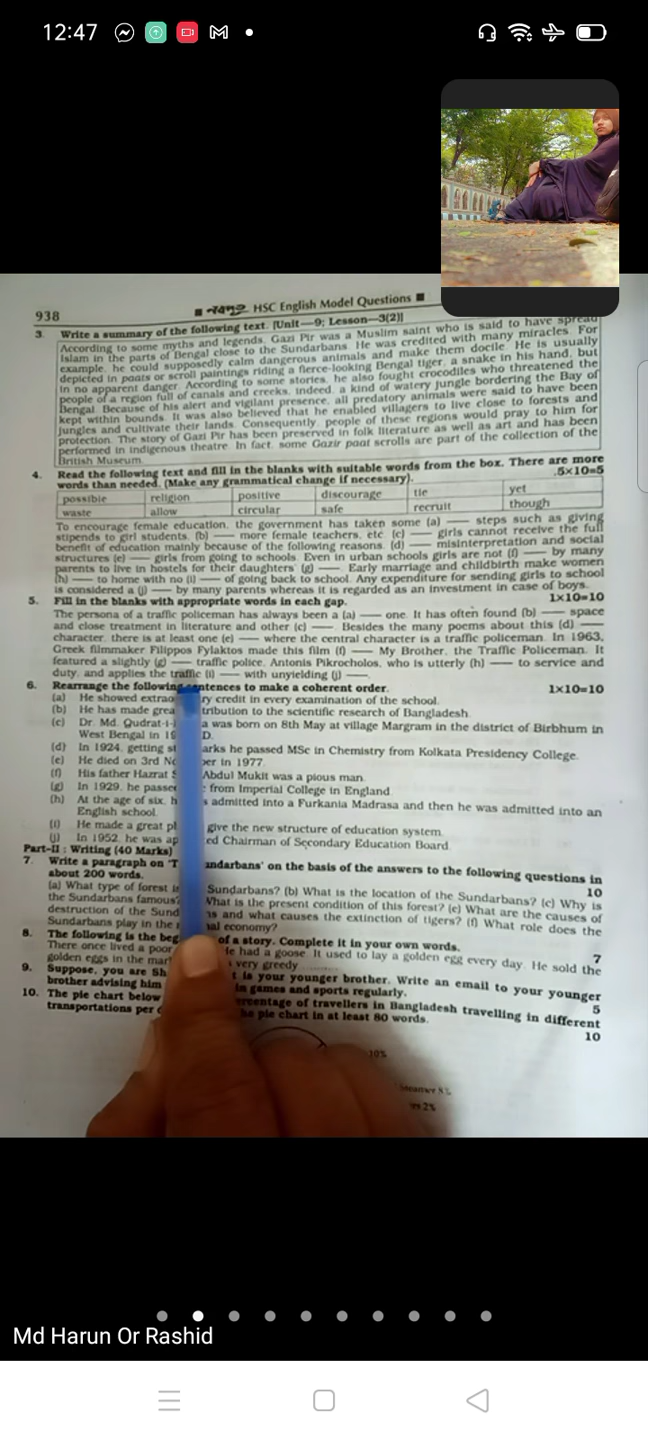 12:47
938
■ নবদূত HSC English Model Questions ■
3. Write a summary of the following text. [Unit—9; Lesson—3(2)]
According to some myths and legends, Gazi Pir was a Muslim saint who is said to have spread
Islam in the parts of Bengal close to the Sundarbans. He was credited with many miracles. For
example, he could supposedly calm dangerous animals and make them docile. He is usually
depicted in paats or scroll paintings riding a fierce-looking Bengal tiger, a snake in his hand, but
in no apparent danger. According to some stories, he also fought crocodiles who threatened the
people of a region full of canals and creeks, indeed, a kind of watery jungle bordering the Bay of
Bengal. Because of his alert and vigilant presence, all predatory animals were said to have been
kept within bounds. It was also believed that he enabled villagers to live close to forests and
jungles and cultivate their lands. Consequently, people of these regions would pray to him for
protection. The story of Gazi Pir has been preserved in folk literature as well as art and has been
performed in indigenous theatre. In fact, some Gazir paat scrolls are part of the collection of the
British Museum.
4. Read the following text and fill in the blanks with suitable words from the box. There are more
words than needed. (Make any grammatical change if necessary). .5×10=5
possible religion positive discourage tie yet
waste allow circular safe recruit though
To encourage female education, the government has taken some (a) —— steps such as giving
stipends to girl students, (b) —— more female teachers, etc. (c) —— girls cannot receive the full
benefit of education mainly because of the following reasons. (d) —— misinterpretation and social
structures (e) —— girls from going to schools. Even in urban schools girls are not (f) —— by many
parents to live in hostels for their daughters' (g) ——. Early marriage and childbirth make women
(h) —— to home with no (i) —— of going back to school. Any expenditure for sending girls to school
is considered a (j) —— by many parents whereas it is regarded as an investment in case of boys.
5. Fill in the blanks with appropriate words in each gap. 1×10=10
The persona of a traffic policeman has always been a (a) —— one. It has often found (b) —— space
and close treatment in literature and other (c) ——. Besides the many poems about this (d) ——
character, there is at least one (e) —— where the central character is a traffic policeman. In 1963,
Greek filmmaker Filippos Fylaktos made this film (f) —— My Brother, the Traffic Policeman. It
featured a slightly (g) —— traffic police, Antonis Pikrocholos, who is utterly (h) —— to service and
duty, and applies the traffic (i) —— with unyielding (j) ——.
6. Rearrange the following sentences to make a coherent order. 1×10=10
(a) He showed extrao ry credit in every examination of the school.
(b) He has made grea tribution to the scientific research of Bangladesh.
(c) Dr. Md. Qudrat-i- a was born on 8th May at village Margram in the district of Birbhum in
West Bengal in 19 D.
(d) In 1924, getting st arks he passed MSc in Chemistry from Kolkata Presidency College.
(e) He died on 3rd No ber in 1977.
(f) His father Hazrat S Abdul Mukit was a pious man.
(g) In 1929, he passe from Imperial College in England.
(h) At the age of six, h s admitted into a Furkania Madrasa and then he was admitted into an
English school.
(i) He made a great pl give the new structure of education system.
(j) In 1952, he was ap ed Chairman of Secondary Education Board.
Part-II : Writing (40 Marks)
7. Write a paragraph on 'T undarbans' on the basis of the answers to the following questions in
about 200 words. 10
(a) What type of forest is Sundarbans? (b) What is the location of the Sundarbans? (c) Why is
the Sundarbans famous? What is the present condition of this forest? (e) What are the causes of
destruction of the Sund ns and what causes the extinction of tigers? (f) What role does the
Sundarbans play in the nal economy?
8. The following is the beg of a story. Complete it in your own words. 7
There once lived a poor He had a goose. It used to lay a golden egg every day. He sold the
golden eggs in the mar s very greedy
9. Suppose, you are Sh t is your younger brother. Write an email to your younger
brother advising him in games and sports regularly. 5
10. The pie chart below ercentage of travellers in Bangladesh travelling in different
transportations per he pie chart in at least 80 words. 10
10%
8%
Md Harun Or Rashid